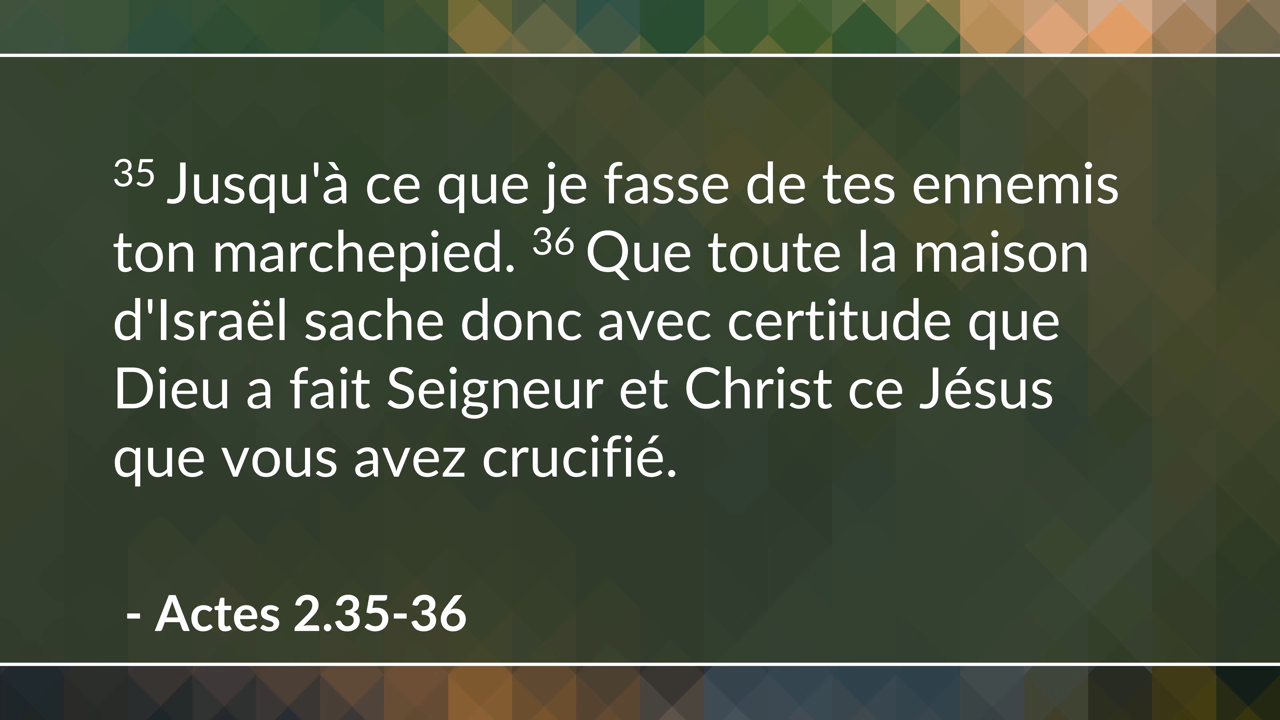 35 Jusqu'à ce que je fasse de tes ennemis
ton marchepied. 36 Que toute la maison
d'Israël sache donc avec certitude que
Dieu a fait Seigneur et Christ ce Jésus
que vous avez crucifié.
- Actes 2.35-36